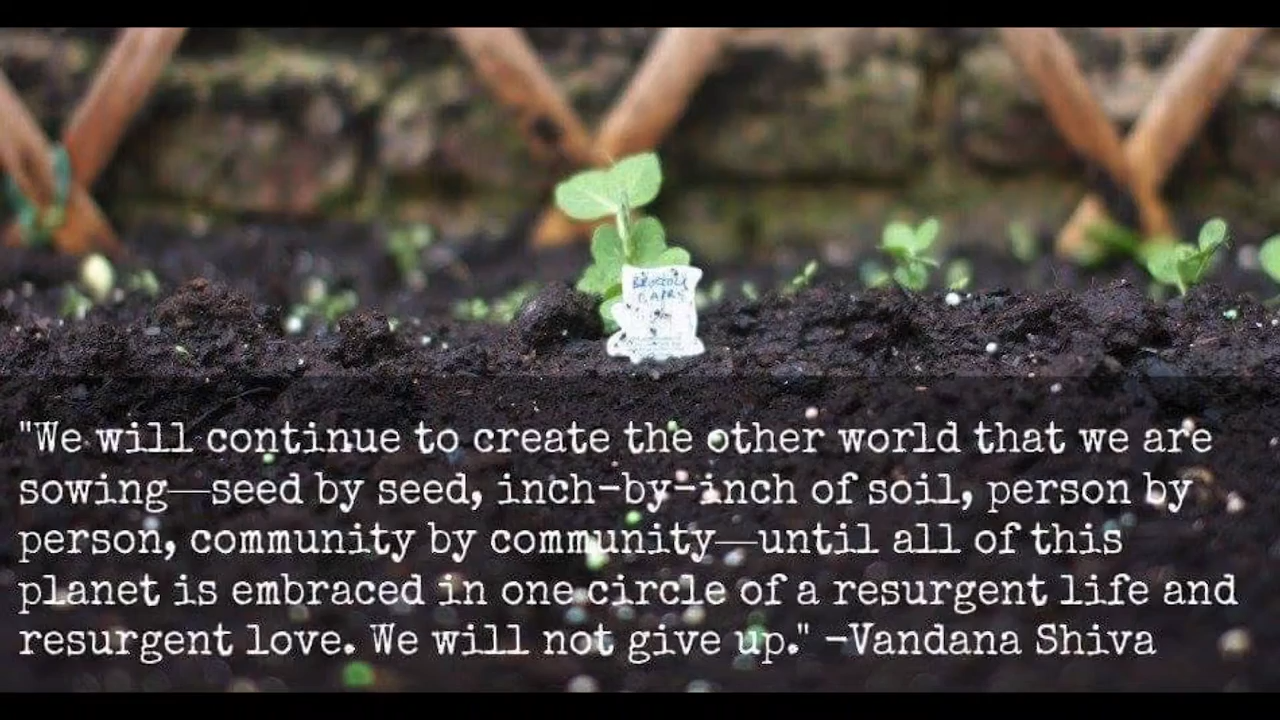 BROCCOLI
"We will continue to create the other world that we are
sowing—seed by seed, inch-by-inch of soil, person by
person, community by community—until all of this
planet is embraced in one circle of a resurgent life and
resurgent love. We will not give up." -Vandana Shiva